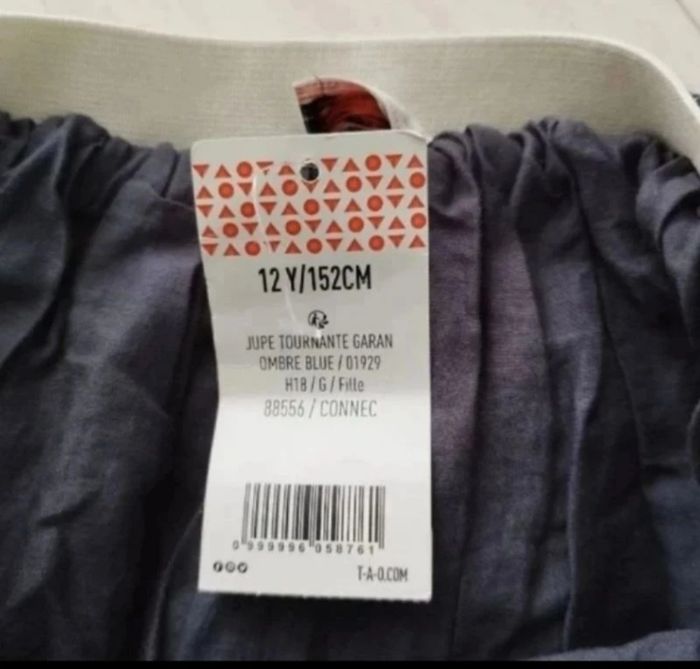 12 Y/152CM
JUPE TOURNANTE GARAN
OMBRE BLUE / 01929
H18 / G / Fille
88556 / CONNEC
0 999996 058761
T-A-O.COM